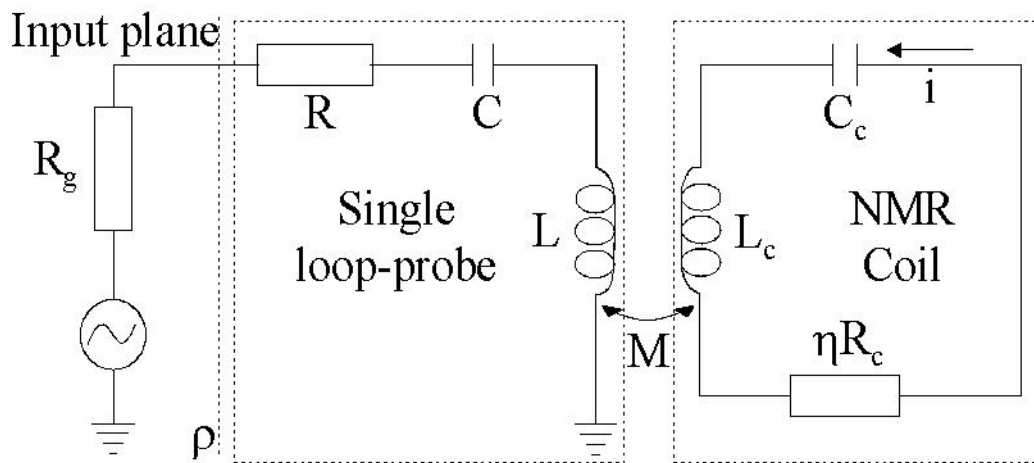 Input plane
R
C
C_c
i
R_g
Single
loop-probe
L
L_c
NMR
Coil
M
ηR_c
ρ